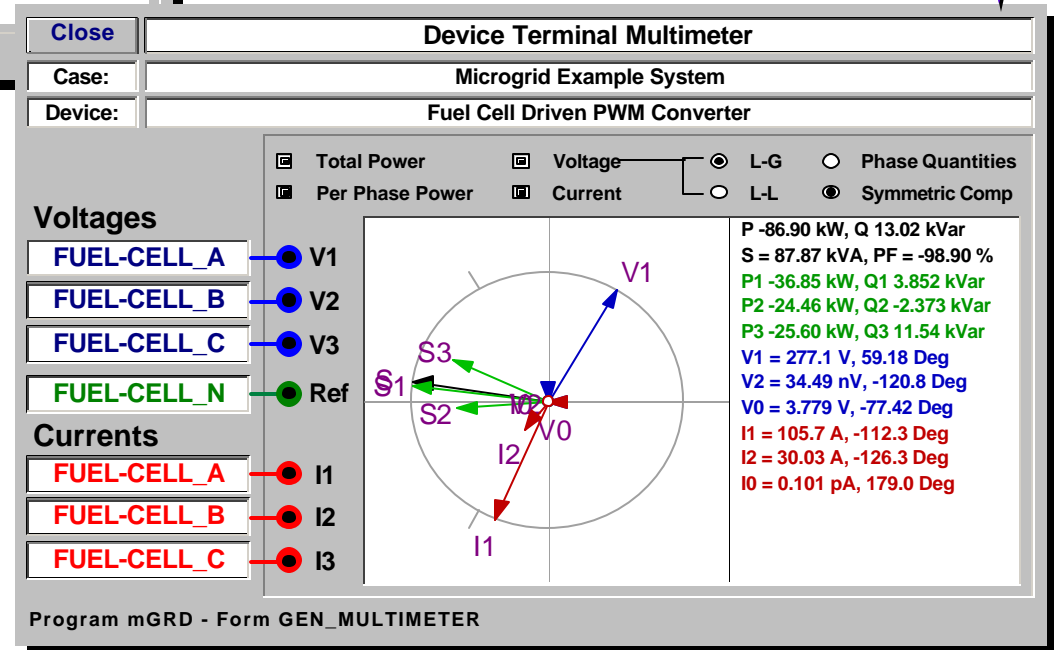 Close Device Terminal Multimeter
Case: Microgrid Example System
Device: Fuel Cell Driven PWM Converter
Total Power Voltage L-G Phase Quantities
Per Phase Power Current L-L Symmetric Comp
Voltages
FUEL-CELL_A V1
FUEL-CELL_B V2
FUEL-CELL_C V3
FUEL-CELL_N Ref
Currents
FUEL-CELL_A I1
FUEL-CELL_B I2
FUEL-CELL_C I3
V1
S3
S
S1
S2
V0
I2
I1
P -86.90 kW, Q 13.02 kVar
S = 87.87 kVA, PF = -98.90 %
P1 -36.85 kW, Q1 3.852 kVar
P2 -24.46 kW, Q2 -2.373 kVar
P3 -25.60 kW, Q3 11.54 kVar
V1 = 277.1 V, 59.18 Deg
V2 = 34.49 nV, -120.8 Deg
V0 = 3.779 V, -77.42 Deg
I1 = 105.7 A, -112.3 Deg
I2 = 30.03 A, -126.3 Deg
I0 = 0.101 pA, 179.0 Deg
Program mGRD - Form GEN_MULTIMETER